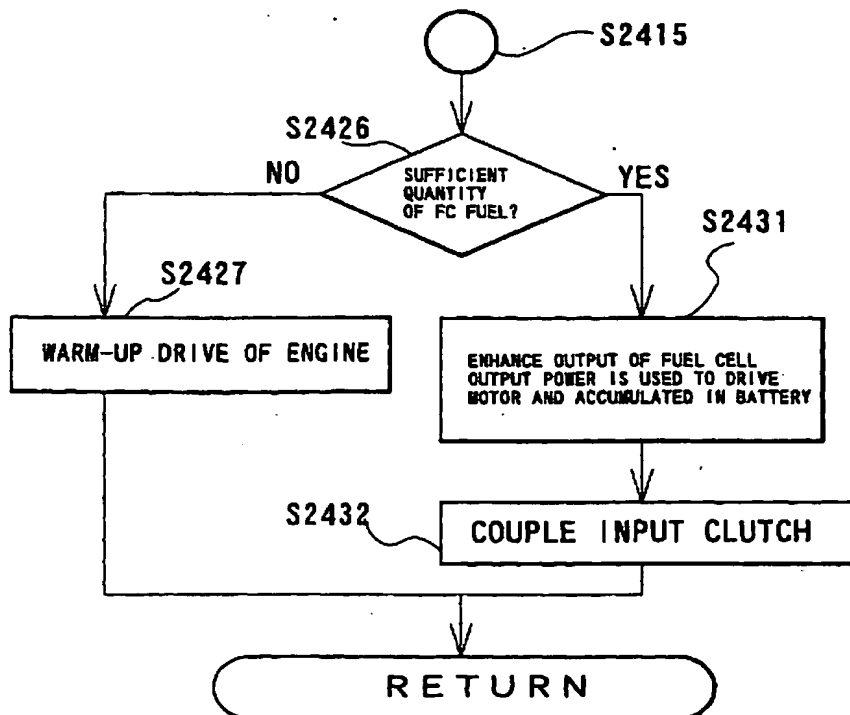 S2415
S2426
NO
SUFFICIENT
QUANTITY
OF FC FUEL?
YES
S2431
S2427
WARM-UP DRIVE OF ENGINE
ENHANCE OUTPUT OF FUEL CELL
OUTPUT POWER IS USED TO DRIVE
MOTOR AND ACCUMULATED IN BATTERY
S2432
COUPLE INPUT CLUTCH
RETURN